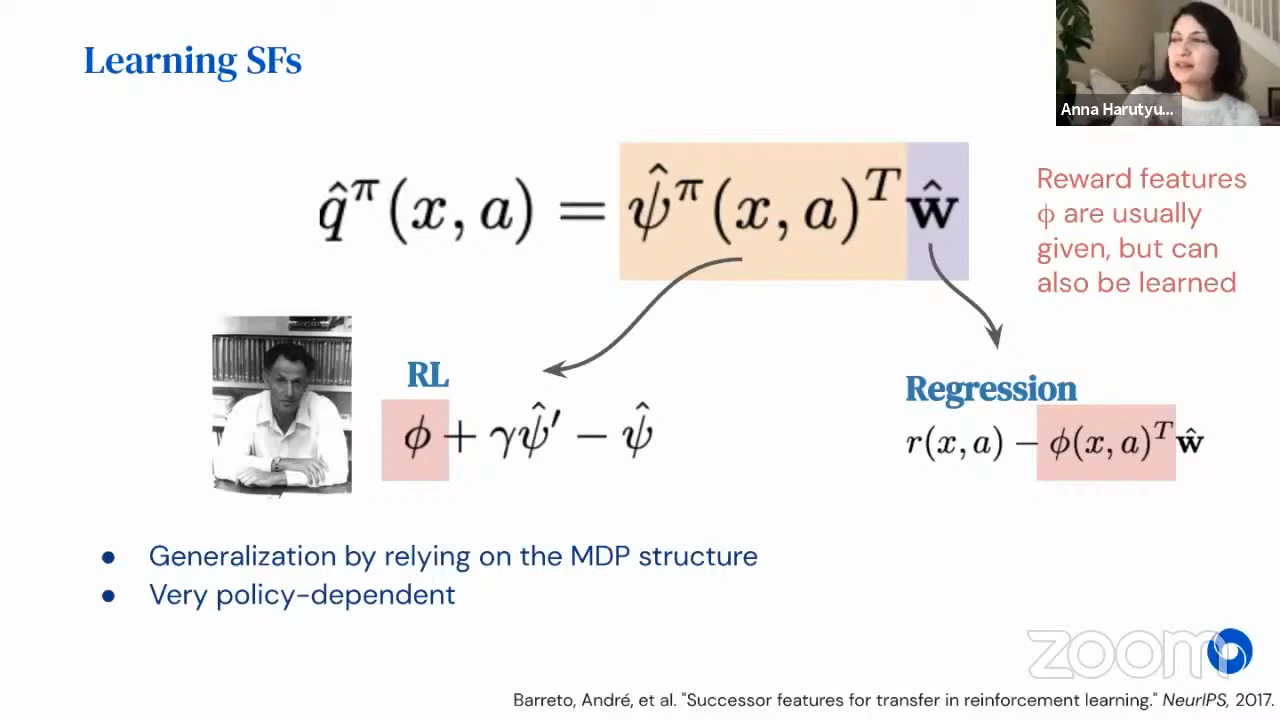 Learning SFs
Anna Harutyu...
q̂^π(x, a) = ψ̂^π(x, a)^T ŵ
Reward features
ϕ are usually
given, but can
also be learned
RL
ϕ + γψ̂′ − ψ̂
Regression
r(x, a) − ϕ(x, a)^T ŵ
● Generalization by relying on the MDP structure
● Very policy-dependent
zoom
Barreto, André, et al. "Successor features for transfer in reinforcement learning." NeurIPS, 2017.